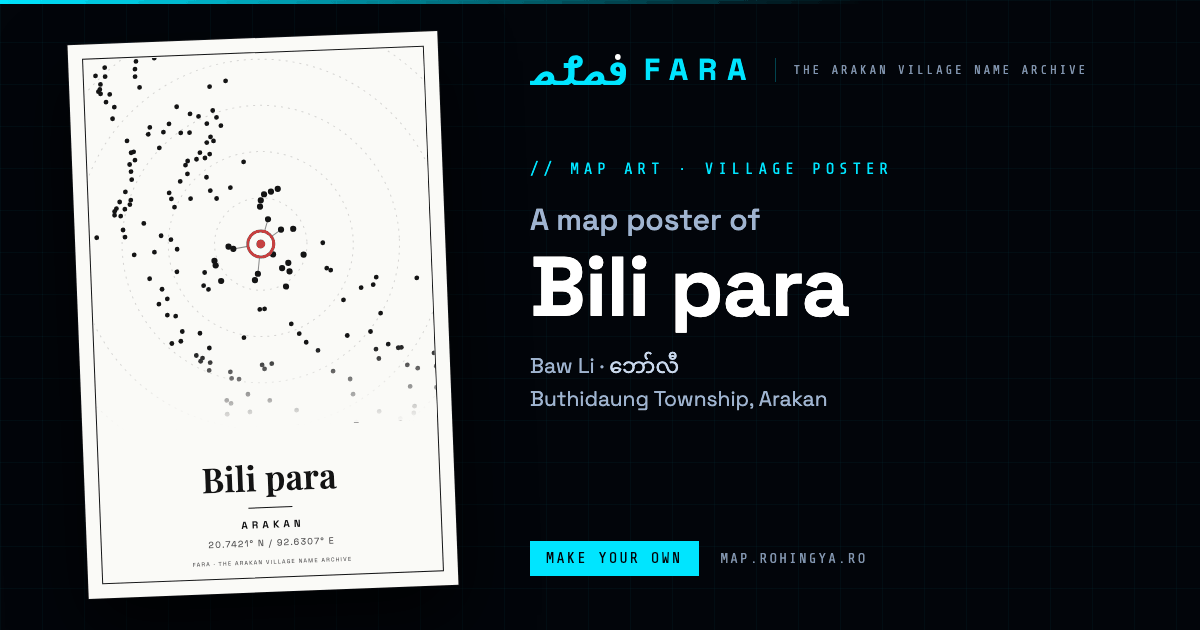 Bili para
ARAKAN
20.7421° N / 92.6307° E
FARA · THE ARAKAN VILLAGE NAME ARCHIVE
FARA
THE ARAKAN VILLAGE NAME ARCHIVE
// MAP ART · VILLAGE POSTER
A map poster of
Bili para
Baw Li · ဘော်လီ
Buthidaung Township, Arakan
MAKE YOUR OWN
MAP.ROHINGYA.RO